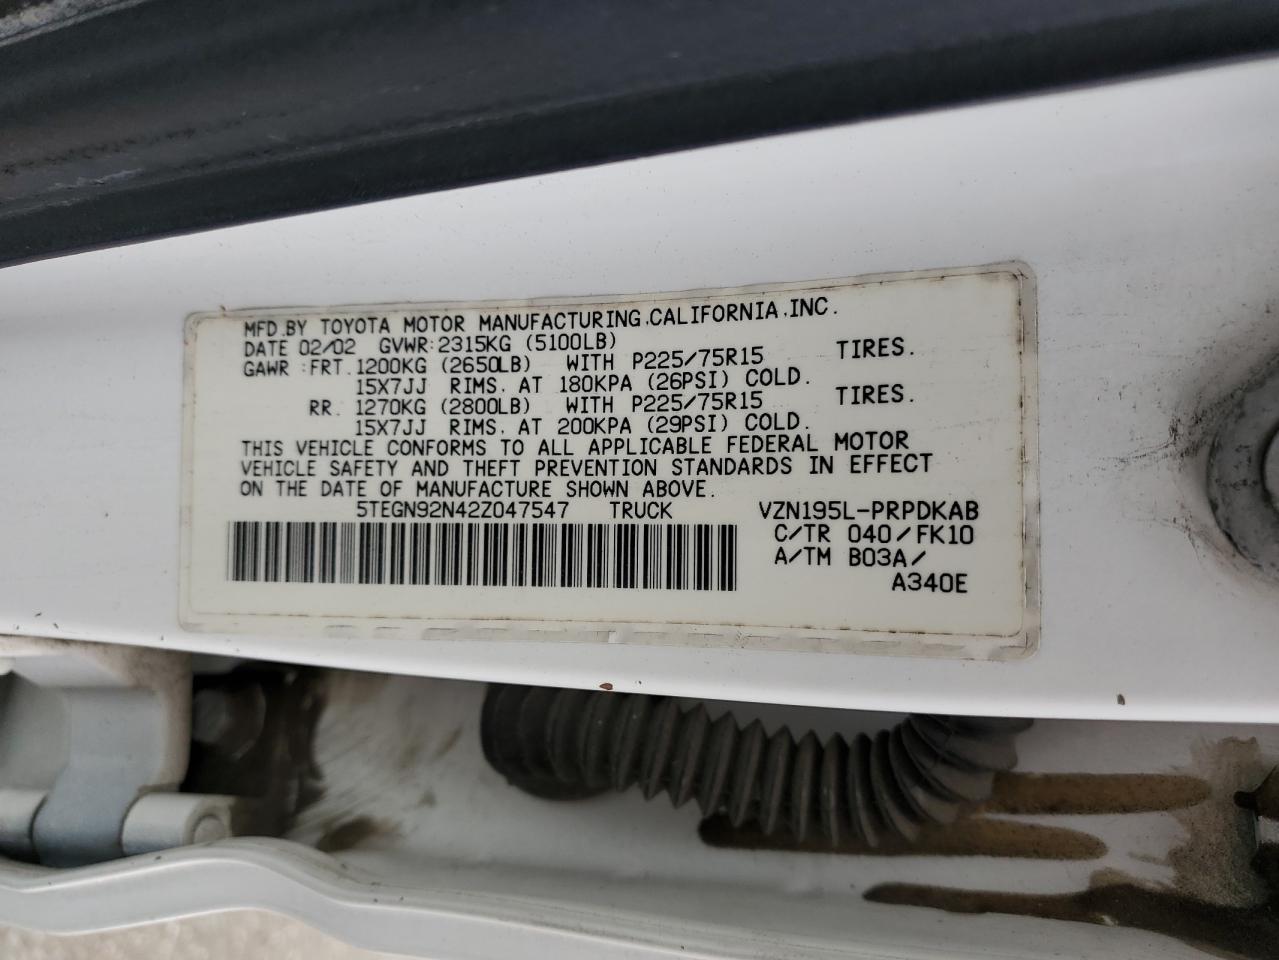 MFD.BY TOYOTA MOTOR MANUFACTURING,CALIFORNIA,INC.
DATE 02/02 GVWR:2315KG (5100LB)
GAWR :FRT.1200KG (2650LB) WITH P225/75R15 TIRES.
15X7JJ RIMS. AT 180KPA (26PSI) COLD.
RR. 1270KG (2800LB) WITH P225/75R15 TIRES.
15X7JJ RIMS. AT 200KPA (29PSI) COLD.
THIS VEHICLE CONFORMS TO ALL APPLICABLE FEDERAL MOTOR
VEHICLE SAFETY AND THEFT PREVENTION STANDARDS IN EFFECT
ON THE DATE OF MANUFACTURE SHOWN ABOVE.
5TEGN92N42Z047547 TRUCK VZN195L-PRPDKAB
C/TR 040/FK10
A/TM B03A/
A340E